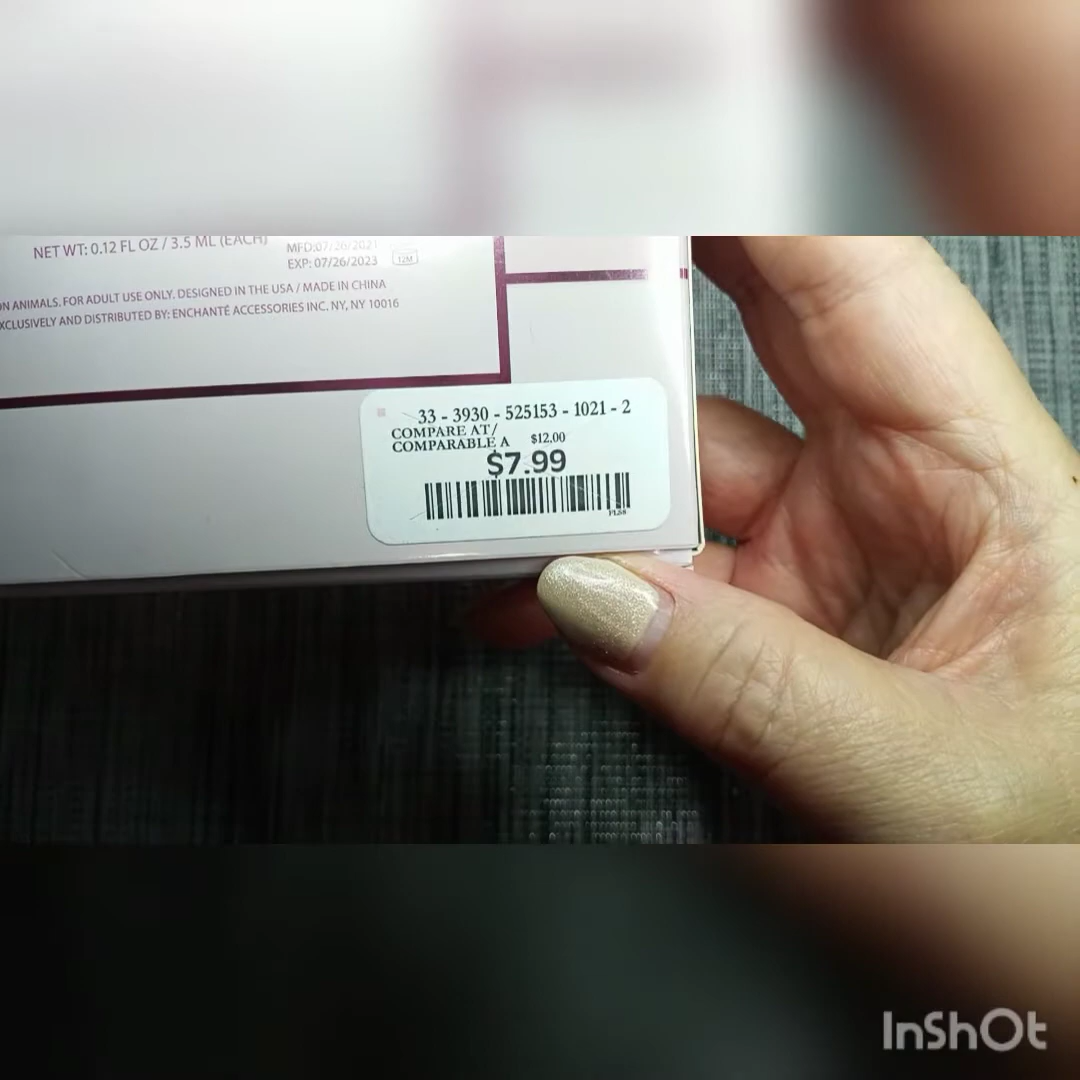 NET WT: 0.12 FL OZ / 3.5 ML (EACH)
MFD:07/26/2021
EXP: 07/26/2023
12M
ON ANIMALS. FOR ADULT USE ONLY. DESIGNED IN THE USA / MADE IN CHINA
EXCLUSIVELY AND DISTRIBUTED BY: ENCHANTÉ ACCESSORIES INC. NY, NY 10016
33 - 3930 - 525153 - 1021 - 2
COMPARE AT/
COMPARABLE A $12.00
$7.99
PLS8
InShOt